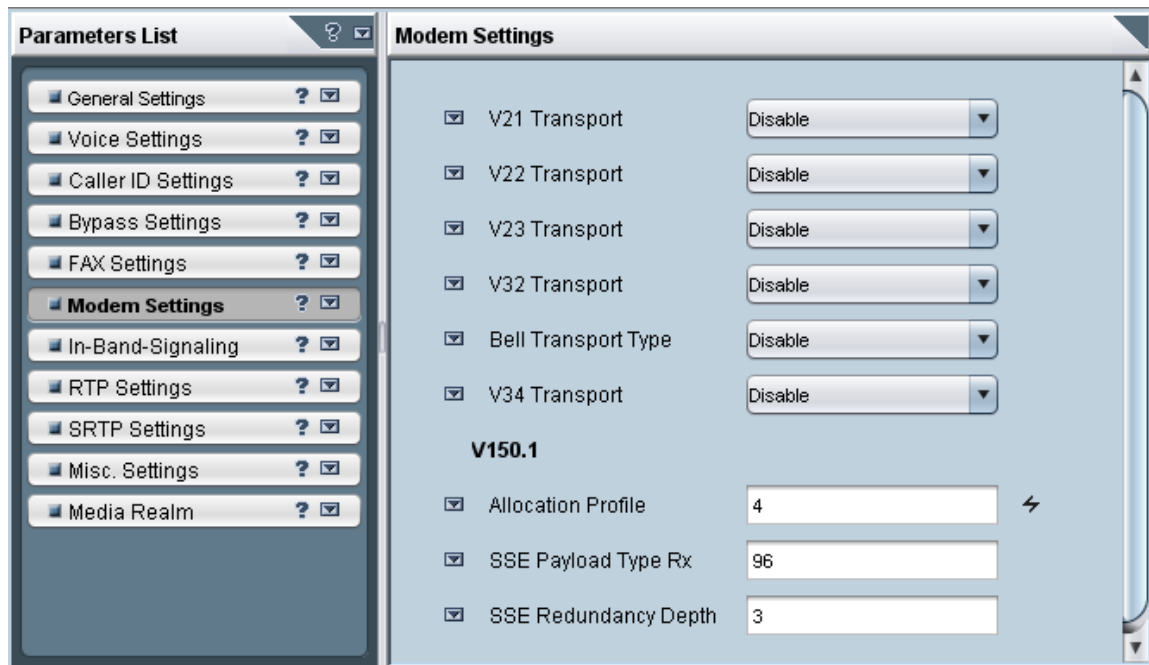 Parameters List
?
General Settings ?
Voice Settings ?
Caller ID Settings ?
Bypass Settings ?
FAX Settings ?
Modem Settings ?
In-Band-Signaling ?
RTP Settings ?
SRTP Settings ?
Misc. Settings ?
Media Realm ?
Modem Settings
V21 Transport Disable
V22 Transport Disable
V23 Transport Disable
V32 Transport Disable
Bell Transport Type Disable
V34 Transport Disable
V150.1
Allocation Profile 4
SSE Payload Type Rx 96
SSE Redundancy Depth 3